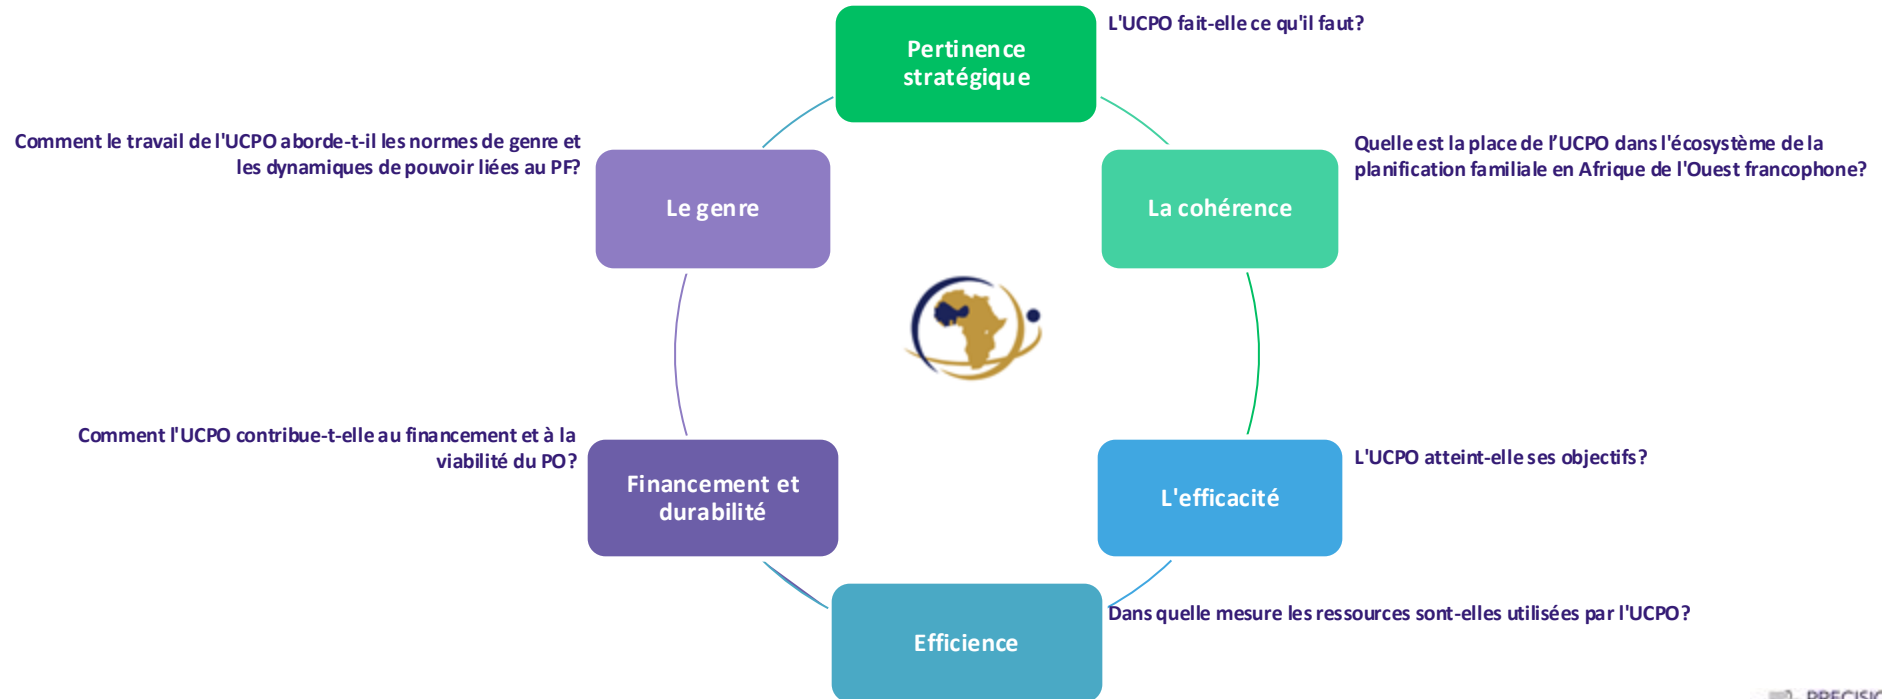 L'UCPO fait-elle ce qu'il faut?
Pertinence
stratégique
Comment le travail de l'UCPO aborde-t-il les normes de genre et
les dynamiques de pouvoir liées au PF?
Le genre
Quelle est la place de l’UCPO dans l'écosystème de la
planification familiale en Afrique de l'Ouest francophone?
La cohérence
Comment l'UCPO contribue-t-elle au financement et à la
viabilité du PO?
Financement et
durabilité
L'UCPO atteint-elle ses objectifs?
L'efficacité
Dans quelle mesure les ressources sont-elles utilisées par l'UCPO?
Efficience